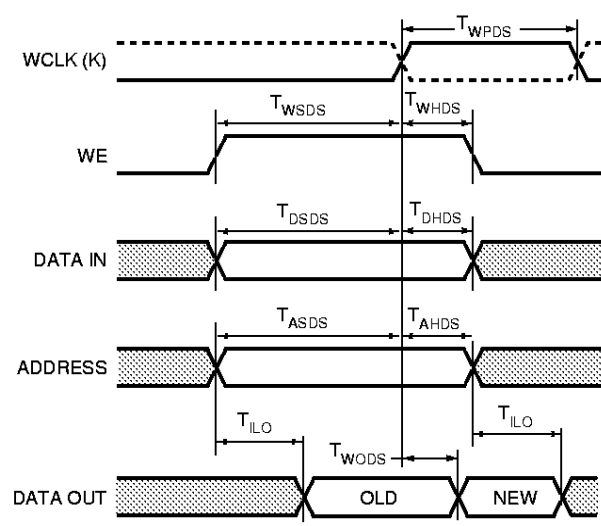 TWPDS
WCLK (K)
TWSDS
TWHDS
WE
TDSDS
TDHDS
DATA IN
TASDS
TAHDS
ADDRESS
TILO
TWODS
TILO
DATA OUT
OLD
NEW